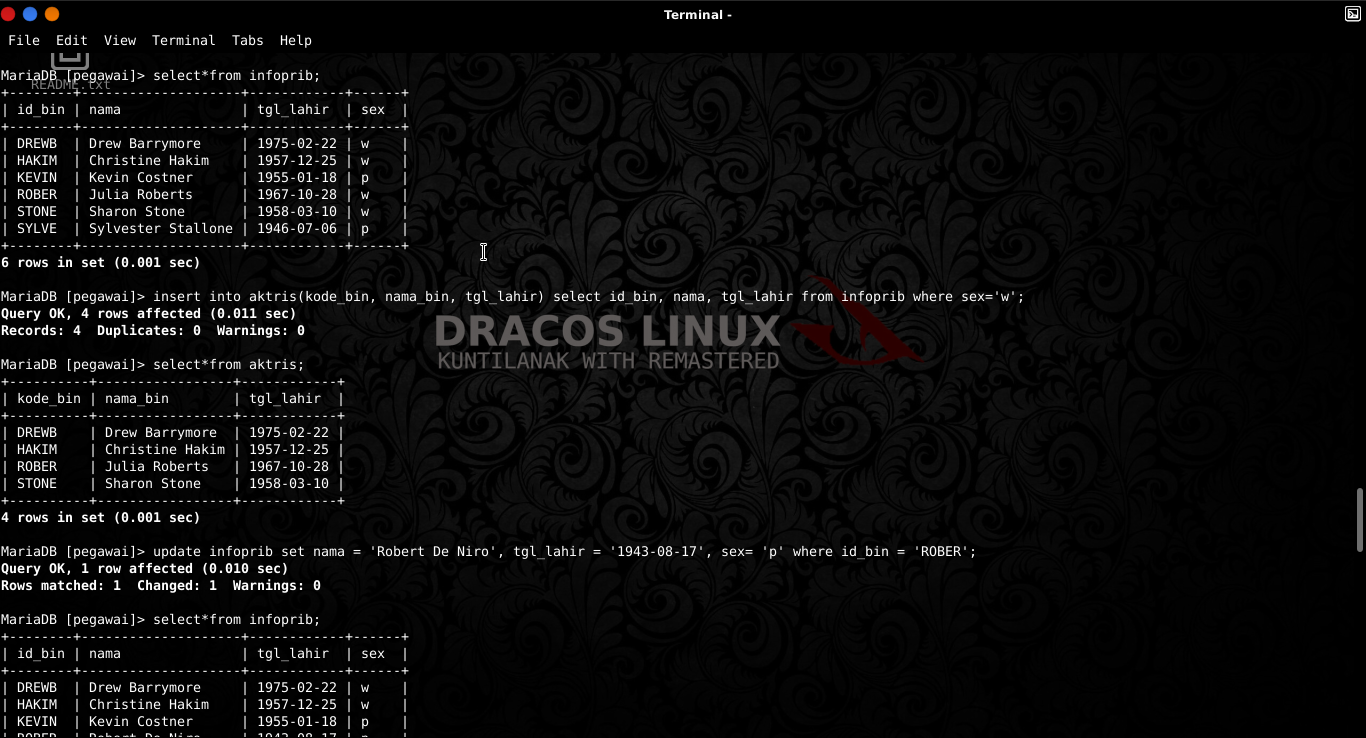 Terminal -
File Edit View Terminal Tabs Help
README.txt
MariaDB [pegawai]> select*from infoprib;
+--------+--------------------+------------+------+
| id_bin | nama               | tgl_lahir  | sex  |
+--------+--------------------+------------+------+
| DREWB  | Drew Barrymore     | 1975-02-22 | w    |
| HAKIM  | Christine Hakim    | 1957-12-25 | w    |
| KEVIN  | Kevin Costner      | 1955-01-18 | p    |
| ROBER  | Julia Roberts      | 1967-10-28 | w    |
| STONE  | Sharon Stone       | 1958-03-10 | w    |
| SYLVE  | Sylvester Stallone | 1946-07-06 | p    |
+--------+--------------------+------------+------+
6 rows in set (0.001 sec)
MariaDB [pegawai]> insert into aktris(kode_bin, nama_bin, tgl_lahir) select id_bin, nama, tgl_lahir from infoprib where sex='w';
Query OK, 4 rows affected (0.011 sec)
Records: 4  Duplicates: 0  Warnings: 0
DRACOS LINUX
KUNTILANAK WITH REMASTERED
MariaDB [pegawai]> select*from aktris;
+----------+-----------------+------------+
| kode_bin | nama_bin        | tgl_lahir  |
+----------+-----------------+------------+
| DREWB    | Drew Barrymore  | 1975-02-22 |
| HAKIM    | Christine Hakim | 1957-12-25 |
| ROBER    | Julia Roberts   | 1967-10-28 |
| STONE    | Sharon Stone    | 1958-03-10 |
+----------+-----------------+------------+
4 rows in set (0.001 sec)
MariaDB [pegawai]> update infoprib set nama = 'Robert De Niro', tgl_lahir = '1943-08-17', sex= 'p' where id_bin = 'ROBER';
Query OK, 1 row affected (0.010 sec)
Rows matched: 1  Changed: 1  Warnings: 0
MariaDB [pegawai]> select*from infoprib;
+--------+--------------------+------------+------+
| id_bin | nama               | tgl_lahir  | sex  |
+--------+--------------------+------------+------+
| DREWB  | Drew Barrymore     | 1975-02-22 | w    |
| HAKIM  | Christine Hakim    | 1957-12-25 | w    |
| KEVIN  | Kevin Costner      | 1955-01-18 | p    |
| ROBER  | Robert De Niro     | 1943-08-17 | p    |